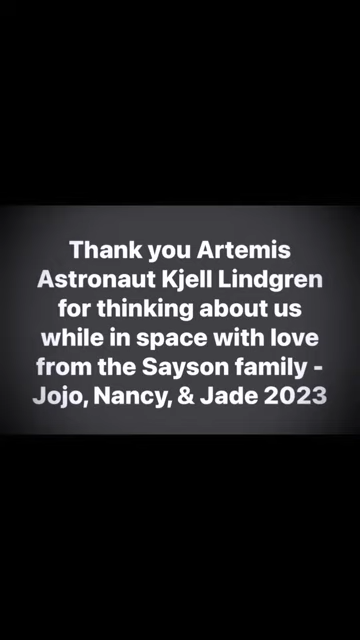 Thank you Artemis
Astronaut Kjell Lindgren
for thinking about us
while in space with love
from the Sayson family -
Jojo, Nancy, & Jade 2023